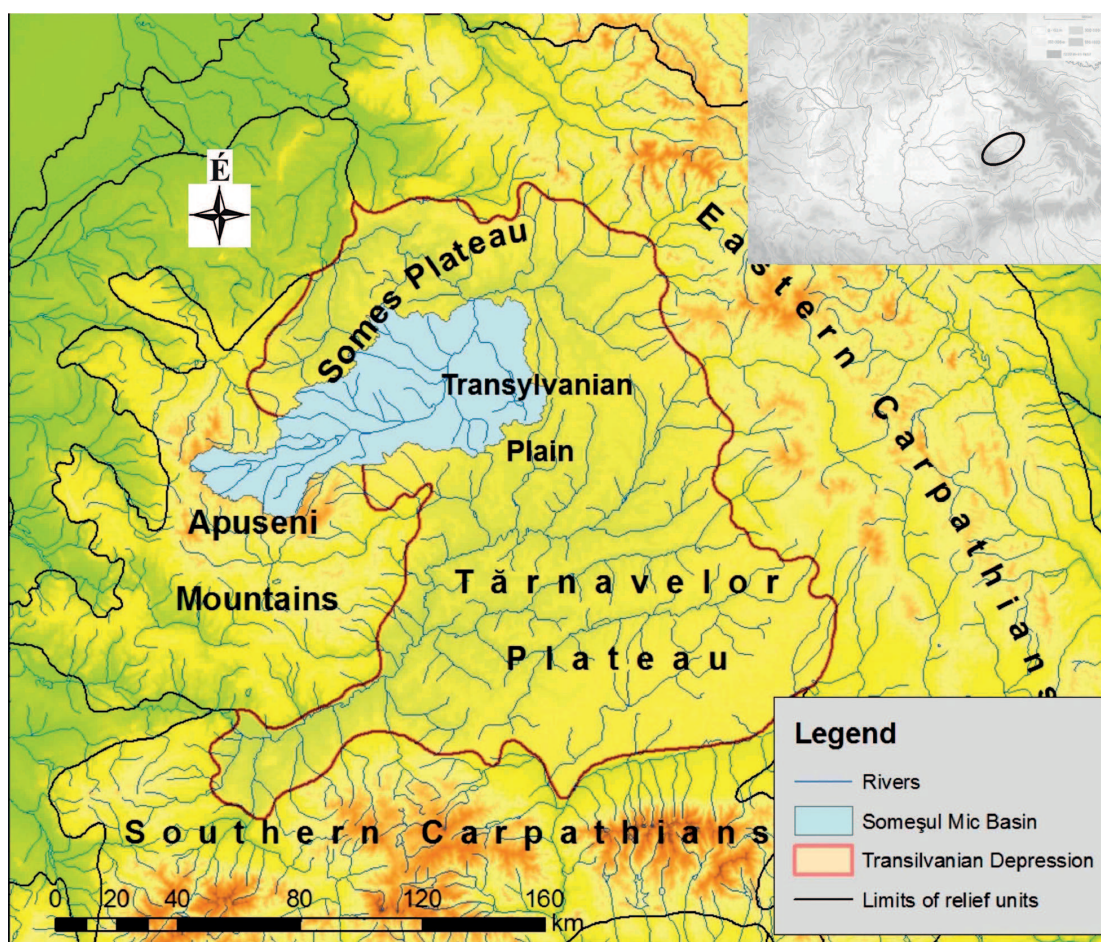 É
Somes Plateau
Eastern Carpathians
Transylvanian
Plain
Apuseni
Mountains
Tărnavelor
Plateau
Southern Carpathians
0 20 40 80 120 160
km
Legend
Rivers
Someşul Mic Basin
Transilvanian Depression
Limits of relief units